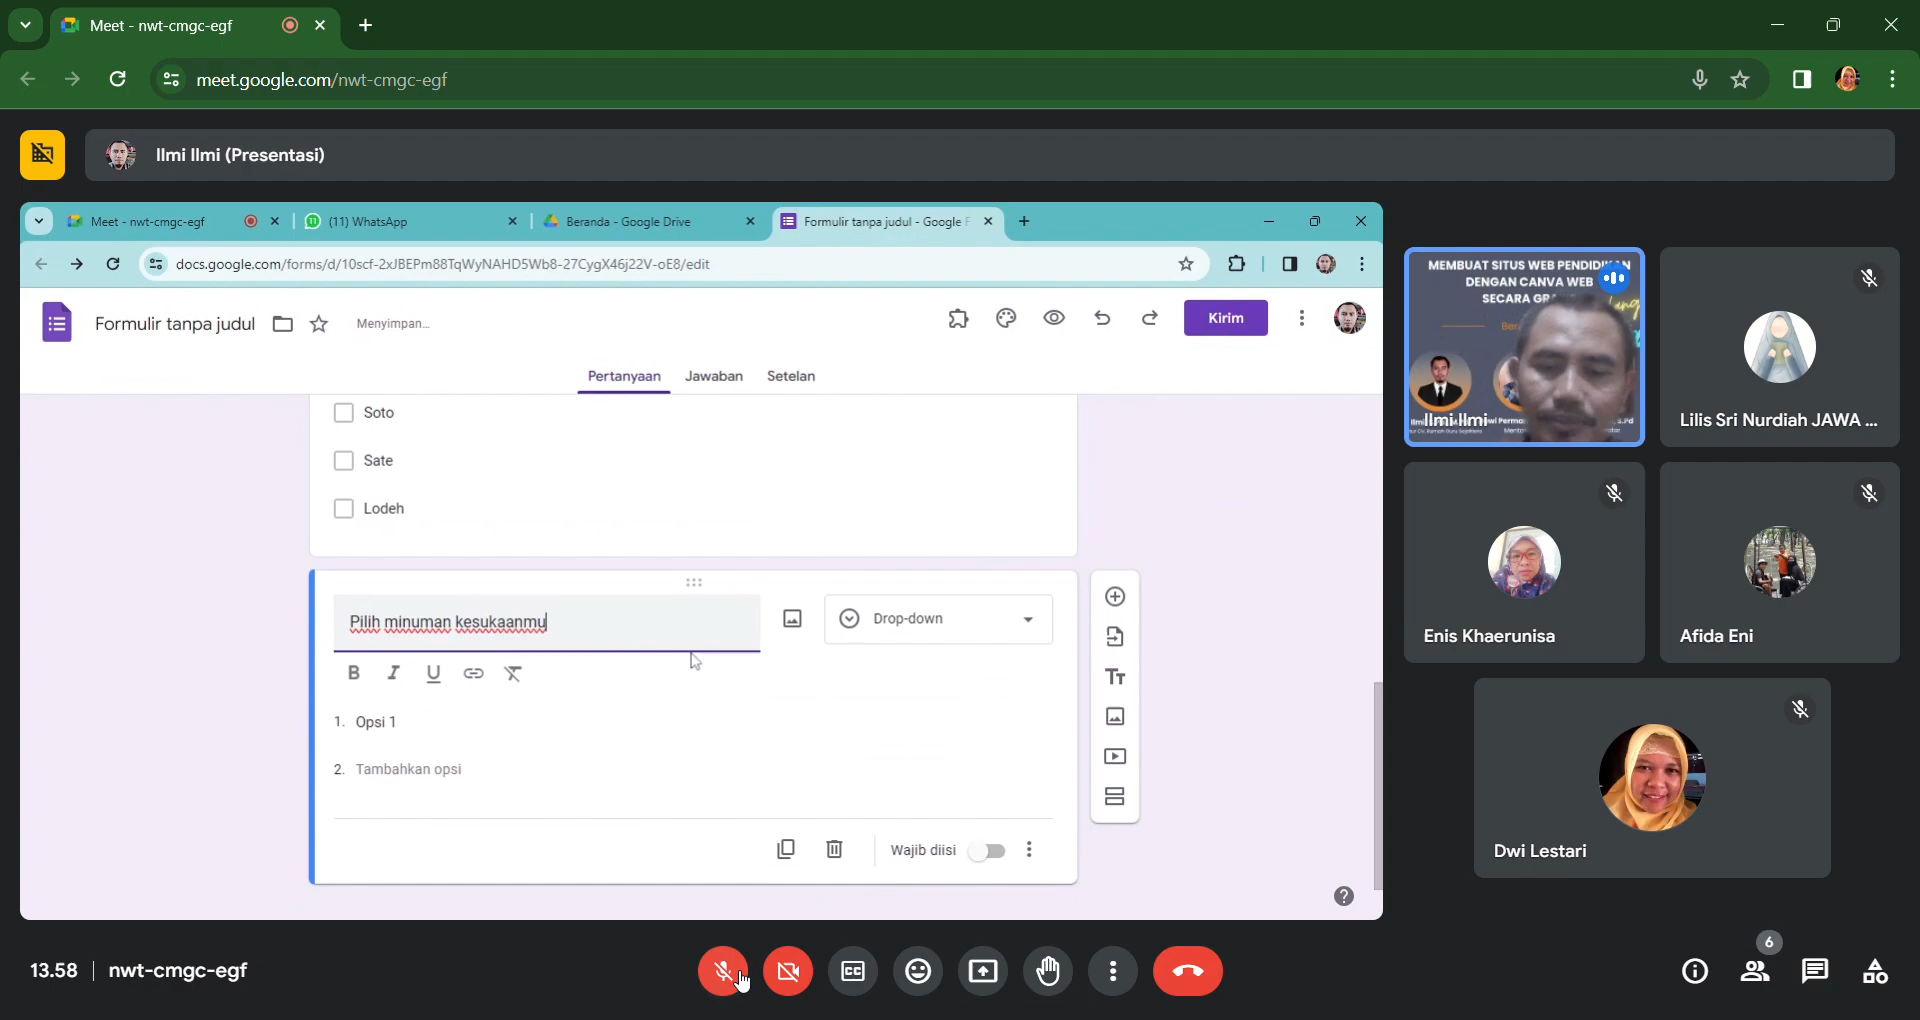 Meet - nwt-cmgc-egf
meet.google.com/nwt-cmgc-egf
Ilmi Ilmi (Presentasi)
Meet - nwt-cmgc-egf
(11) WhatsApp
Beranda - Google Drive
Formulir tanpa judul - Google F
docs.google.com/forms/d/10scf-2xJBEPm88TqWyNAHD5Wb8-27CygX46j22V-oE8/edit
Formulir tanpa judul
Menyimpan...
Kirim
Pertanyaan
Jawaban
Setelan
Soto
Sate
Lodeh
Pilih minuman kesukaanmu
Drop-down
B I U
1. Opsi 1
2. Tambahkan opsi
Wajib diisi
MEMBUAT SITUS WEB PENDIDIKAN
DENGAN CANVA WEB
SECARA
Ilmi Ilmi
Lilis Sri Nurdiah JAWA ...
Enis Khaerunisa
Afida Eni
Dwi Lestari
13.58
nwt-cmgc-egf
6